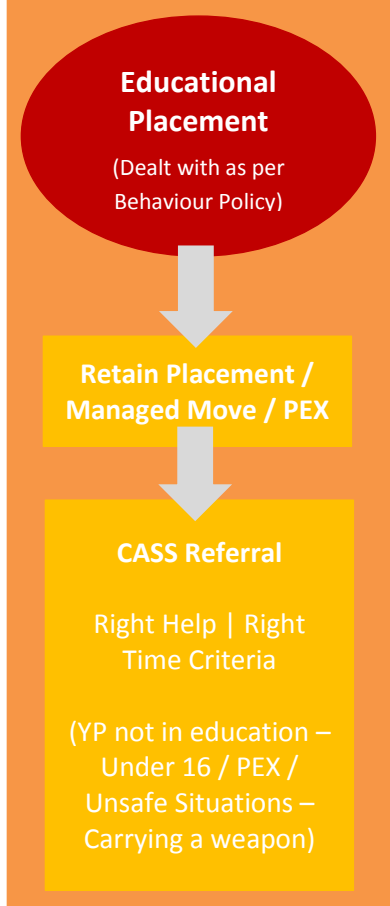 Educational
Placement
(Dealt with as per
Behaviour Policy)
Retain Placement /
Managed Move / PEX
CASS Referral
Right Help | Right
Time Criteria
(YP not in education –
Under 16 / PEX /
Unsafe Situations –
Carrying a weapon)